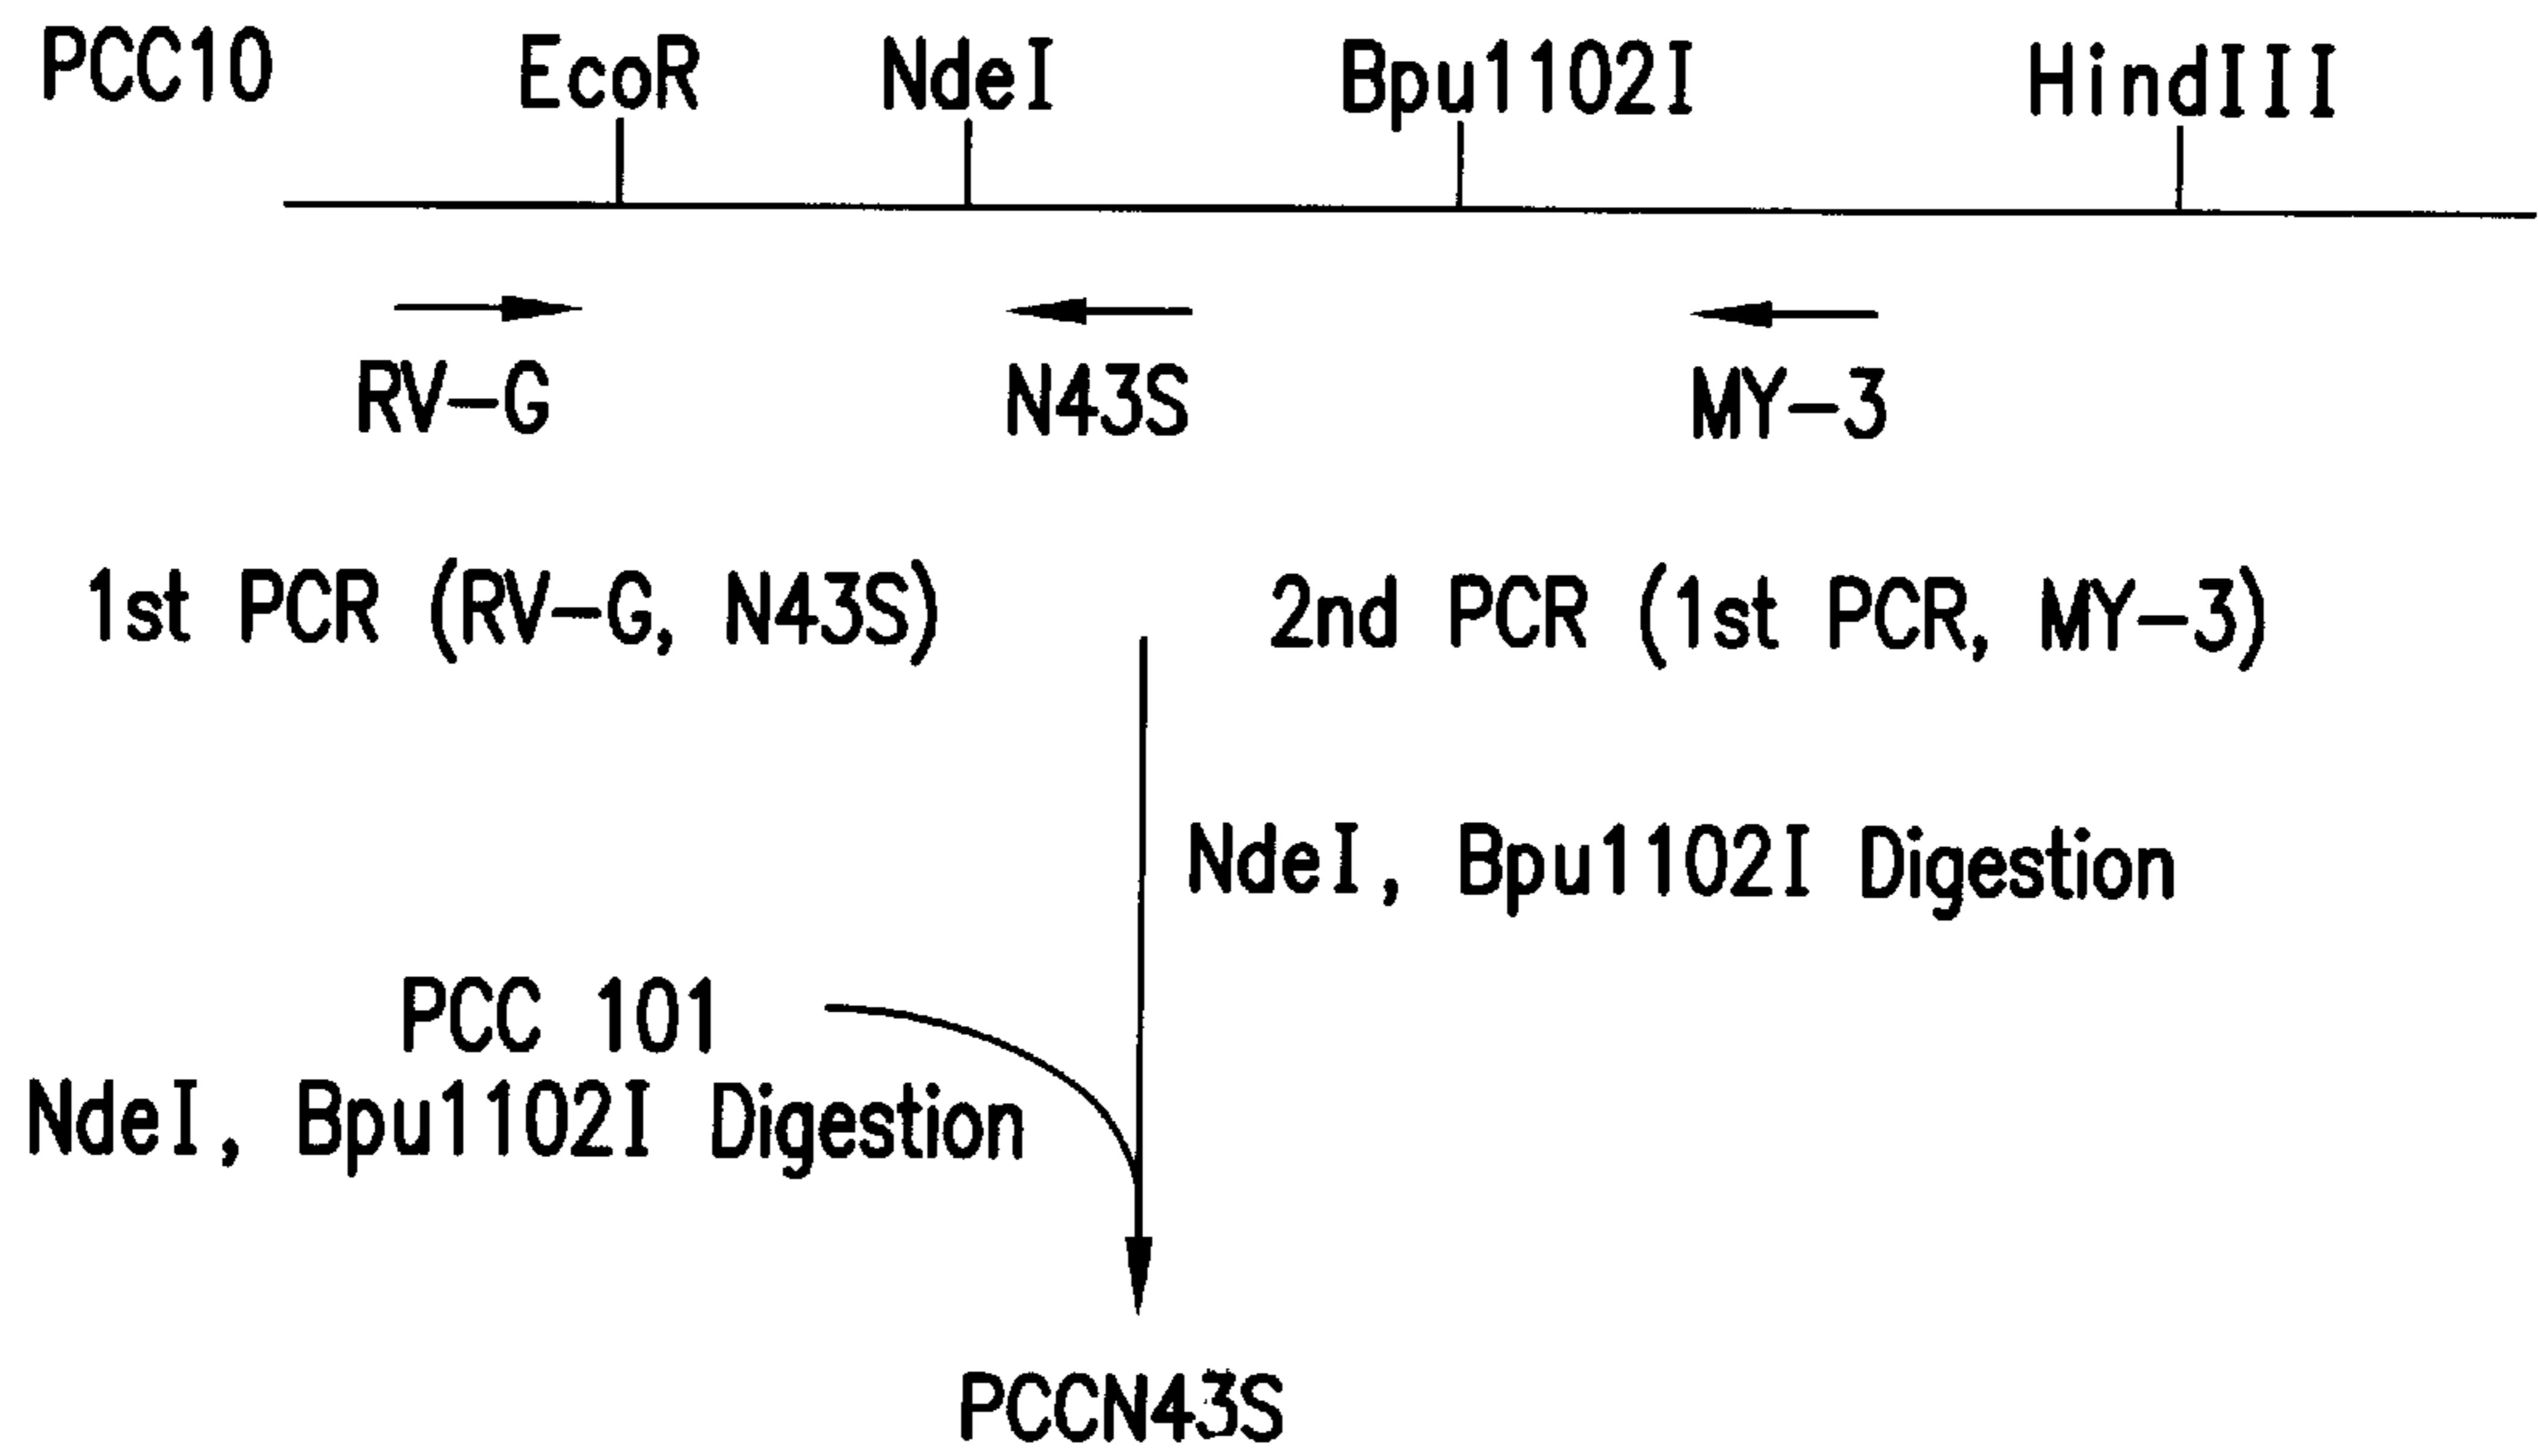 PCC10 EcoR NdeI Bpu1102I HindIII
RV-G N43S MY-3
1st PCR (RV-G, N43S) 2nd PCR (1st PCR, MY-3)
NdeI, Bpu1102I Digestion
PCC 101
NdeI, Bpu1102I Digestion
PCCN43S